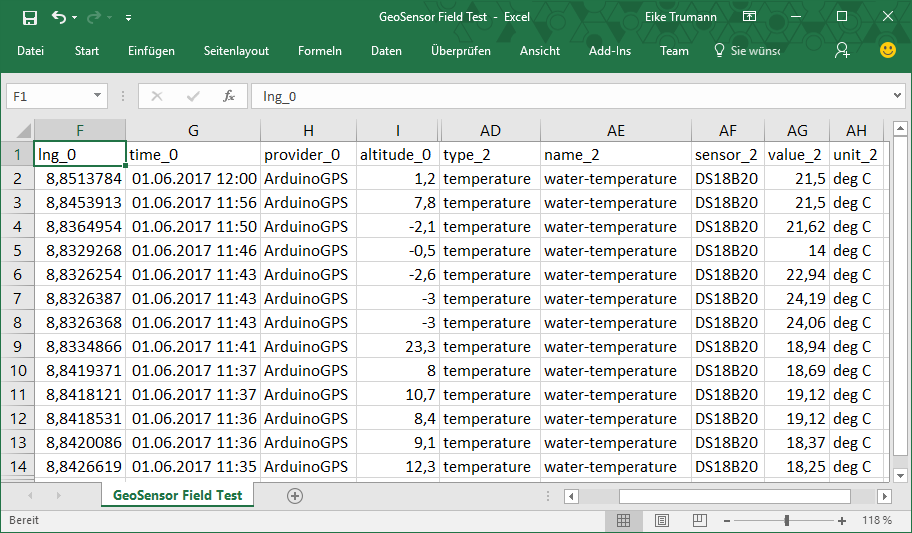 GeoSensor Field Test - Excel Eike Trumann
Datei Start Einfügen Seitenlayout Formeln Daten Überprüfen Ansicht Add-Ins Team Sie wünsc
F1 fx lng_0
F G H I AD AE AF AG AH
1 lng_0 time_0 provider_0 altitude_0 type_2 name_2 sensor_2 value_2 unit_2
2 8,8513784 01.06.2017 12:00 ArduinoGPS 1,2 temperature water-temperature DS18B20 21,5 deg C
3 8,8453913 01.06.2017 11:56 ArduinoGPS 7,8 temperature water-temperature DS18B20 21,5 deg C
4 8,8364954 01.06.2017 11:50 ArduinoGPS -2,1 temperature water-temperature DS18B20 21,62 deg C
5 8,8329268 01.06.2017 11:46 ArduinoGPS -0,5 temperature water-temperature DS18B20 14 deg C
6 8,8326254 01.06.2017 11:43 ArduinoGPS -2,6 temperature water-temperature DS18B20 22,94 deg C
7 8,8326387 01.06.2017 11:43 ArduinoGPS -3 temperature water-temperature DS18B20 24,19 deg C
8 8,8326368 01.06.2017 11:43 ArduinoGPS -3 temperature water-temperature DS18B20 24,06 deg C
9 8,8334866 01.06.2017 11:41 ArduinoGPS 23,3 temperature water-temperature DS18B20 18,94 deg C
10 8,8419371 01.06.2017 11:37 ArduinoGPS 8 temperature water-temperature DS18B20 18,69 deg C
11 8,8418121 01.06.2017 11:37 ArduinoGPS 10,7 temperature water-temperature DS18B20 19,12 deg C
12 8,8418531 01.06.2017 11:36 ArduinoGPS 8,4 temperature water-temperature DS18B20 19,12 deg C
13 8,8420086 01.06.2017 11:36 ArduinoGPS 9,1 temperature water-temperature DS18B20 18,37 deg C
14 8,8426619 01.06.2017 11:35 ArduinoGPS 12,3 temperature water-temperature DS18B20 18,25 deg C
GeoSensor Field Test
Bereit 118 %